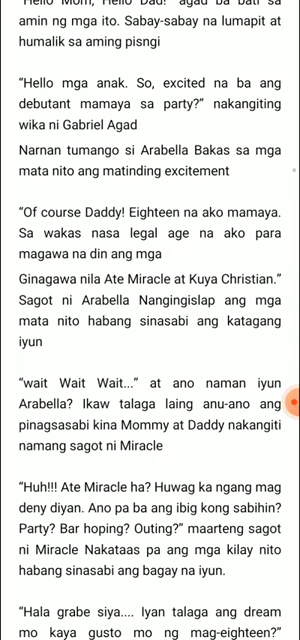 "Hello Mom, Hello Dad!" agad ba bati sa
amin ng mga ito. Sabay-sabay na lumapit at
humalik sa aming pisngi
"Hello mga anak. So, excited na ba ang
debutant mamaya sa party?" nakangiting
wika ni Gabriel Agad
Narnan tumango si Arabella Bakas sa mga
mata nito ang matinding excitement
"Of course Daddy! Eighteen na ako mamaya.
Sa wakas nasa legal age na ako para
magawa na din ang mga
Ginagawa nila Ate Miracle at Kuya Christian."
Sagot ni Arabella Nangingislap ang mga
mata nito habang sinasabi ang katagang
iyun
"wait Wait Wait..." at ano naman iyun
Arabella? Ikaw talaga laing anu-ano ang
pinagsasabi kina Mommy at Daddy nakangiti
namang sagot ni Miracle
"Huh!!! Ate Miracle ha? Huwag ka ngang mag
deny diyan. Ano pa ba ang ibig kong sabihin?
Party? Bar hoping? Outing?" maarteng sagot
ni Miracle Nakataas pa ang mga kilay nito
habang sinasabi ang bagay na iyun.
"Hala grabe siya.... Iyan talaga ang dream
mo kaya gusto mo ng mag-eighteen?"